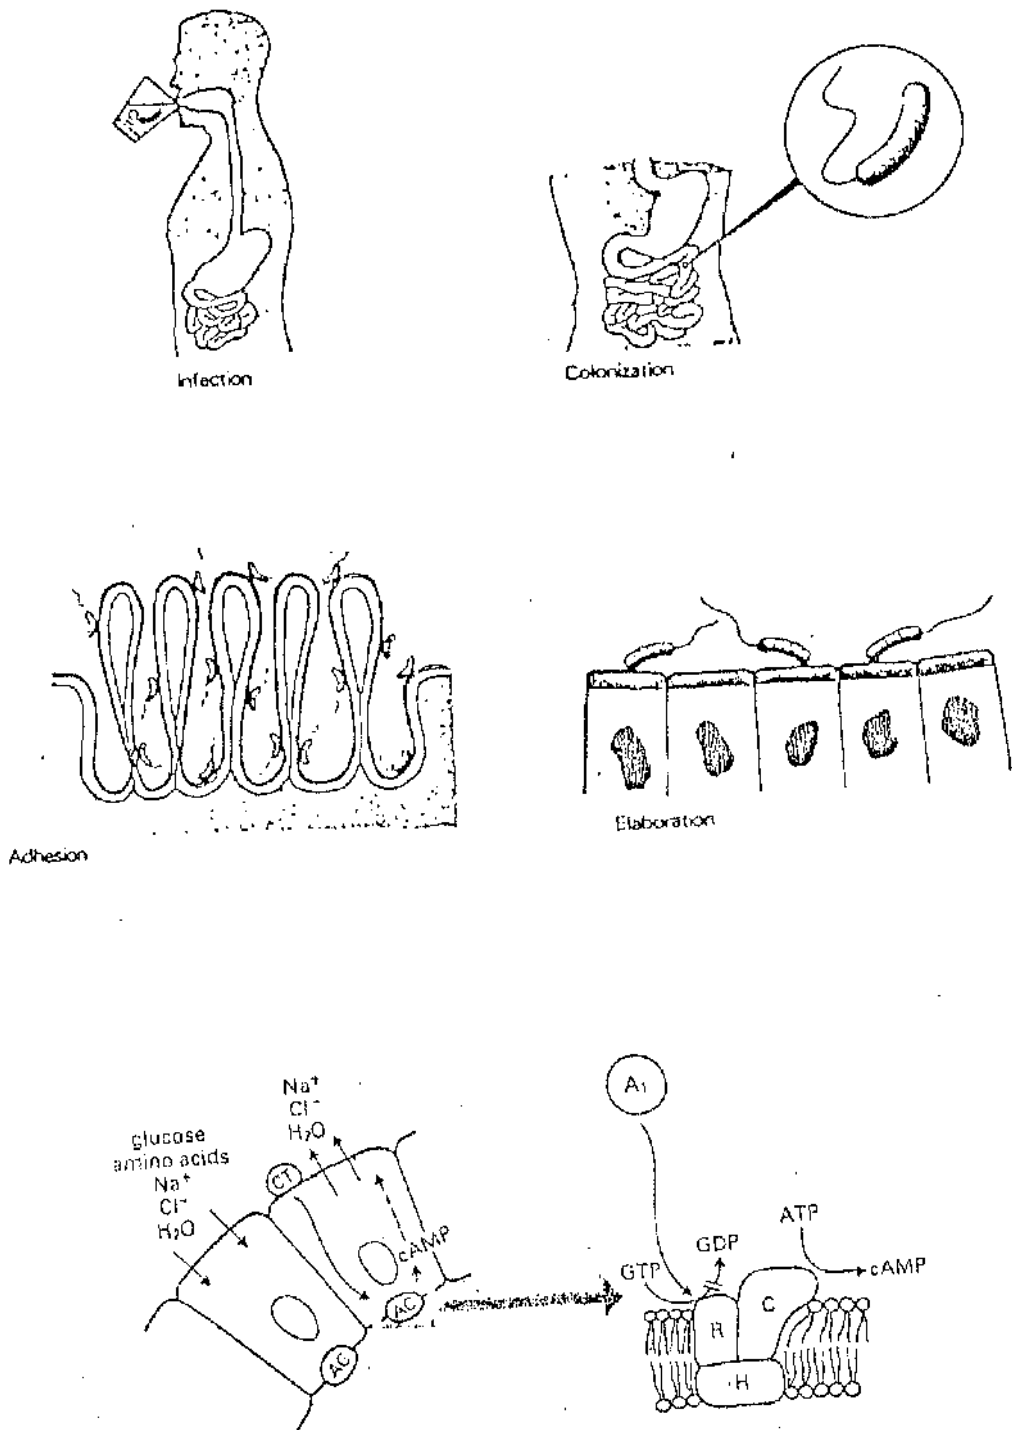 Infection
Colonization
Adhesion
Elaboration
glucose
amino acids
Na⁺
Cl⁻
H₂O
Na⁺
Cl⁻
H₂O
CT
cAMP
AC
AC
A₁
GTP
GDP
ATP
cAMP
R
C
H